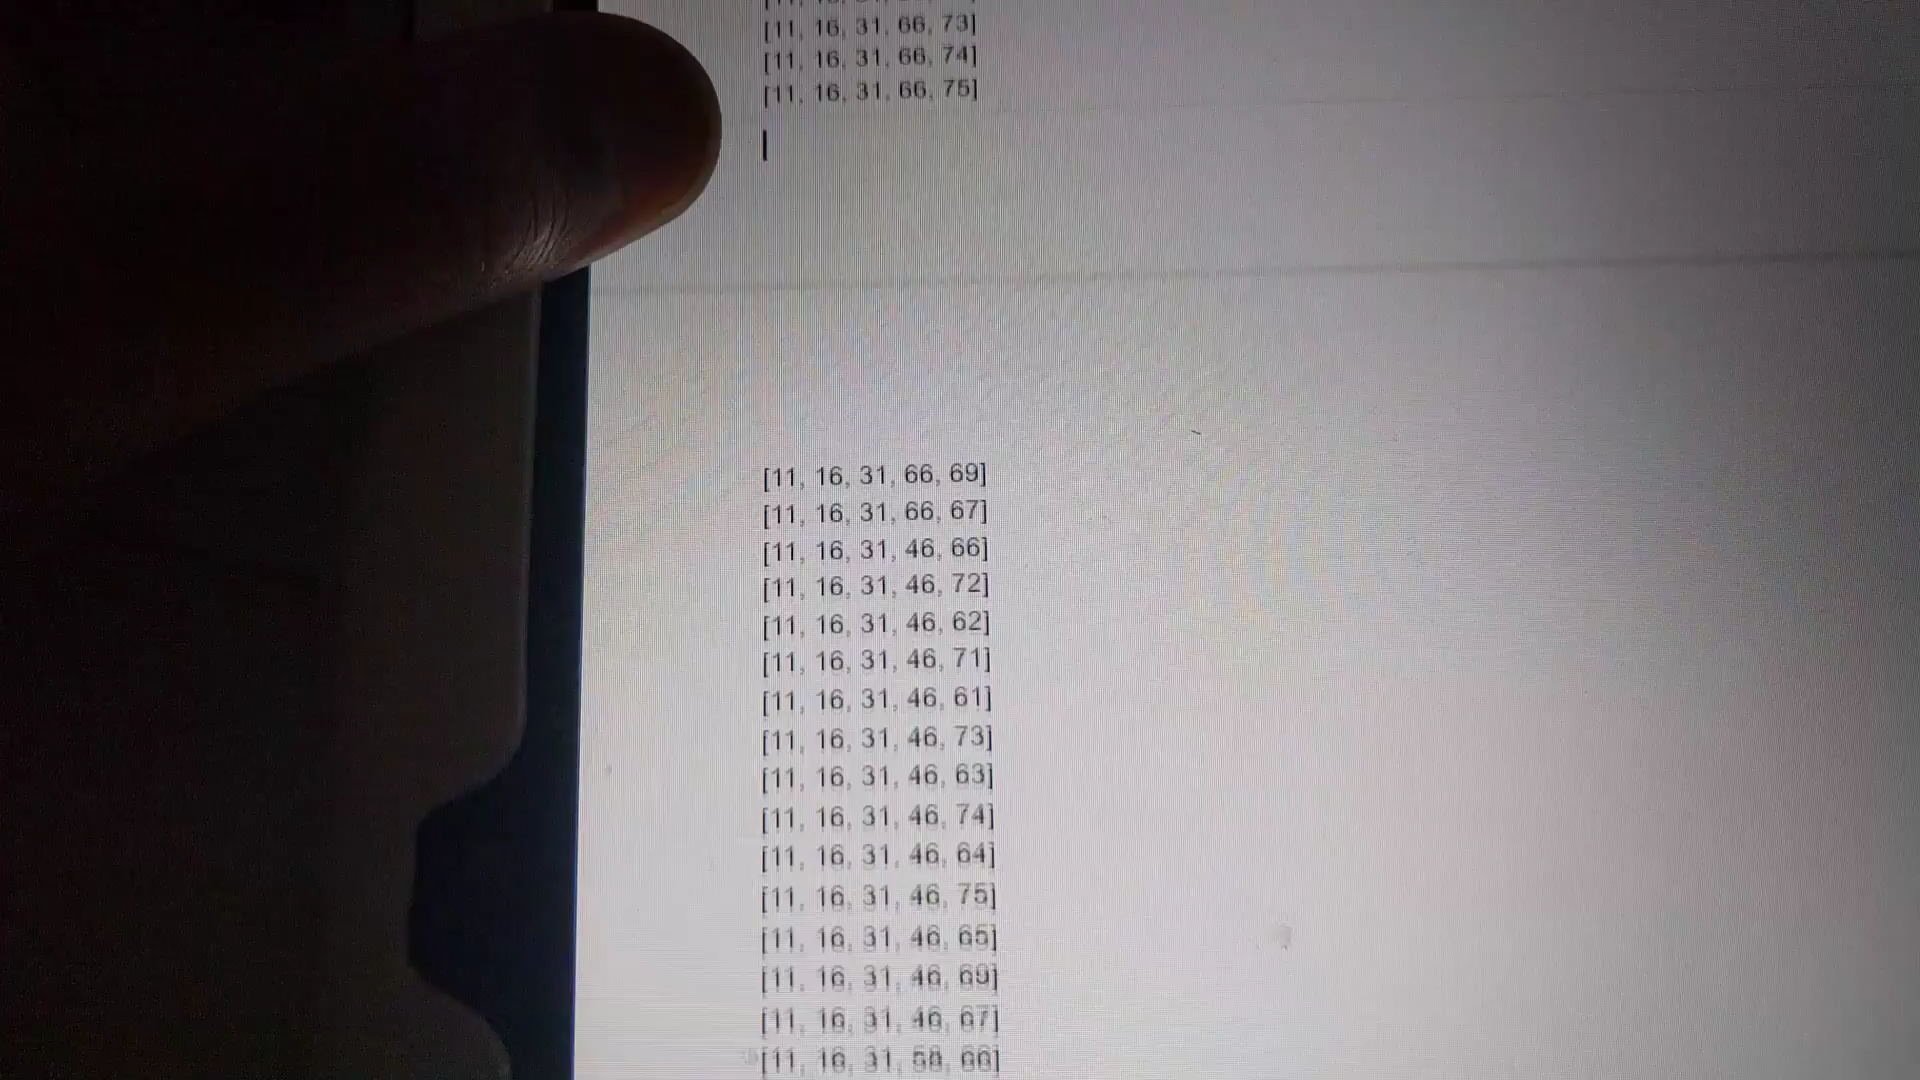 [11, 16, 31, 66, 73]
[11, 16, 31, 66, 74]
[11, 16, 31, 66, 75]
[11, 16, 31, 66, 69]
[11, 16, 31, 66, 67]
[11, 16, 31, 46, 66]
[11, 16, 31, 46, 72]
[11, 16, 31, 46, 62]
[11, 16, 31, 46, 71]
[11, 16, 31, 46, 61]
[11, 16, 31, 46, 73]
[11, 16, 31, 46, 63]
[11, 16, 31, 46, 74]
[11, 16, 31, 46, 64]
[11, 16, 31, 46, 75]
[11, 16, 31, 46, 65]
[11, 16, 31, 46, 69]
[11, 16, 31, 46, 67]
[11, 16, 31, 66]